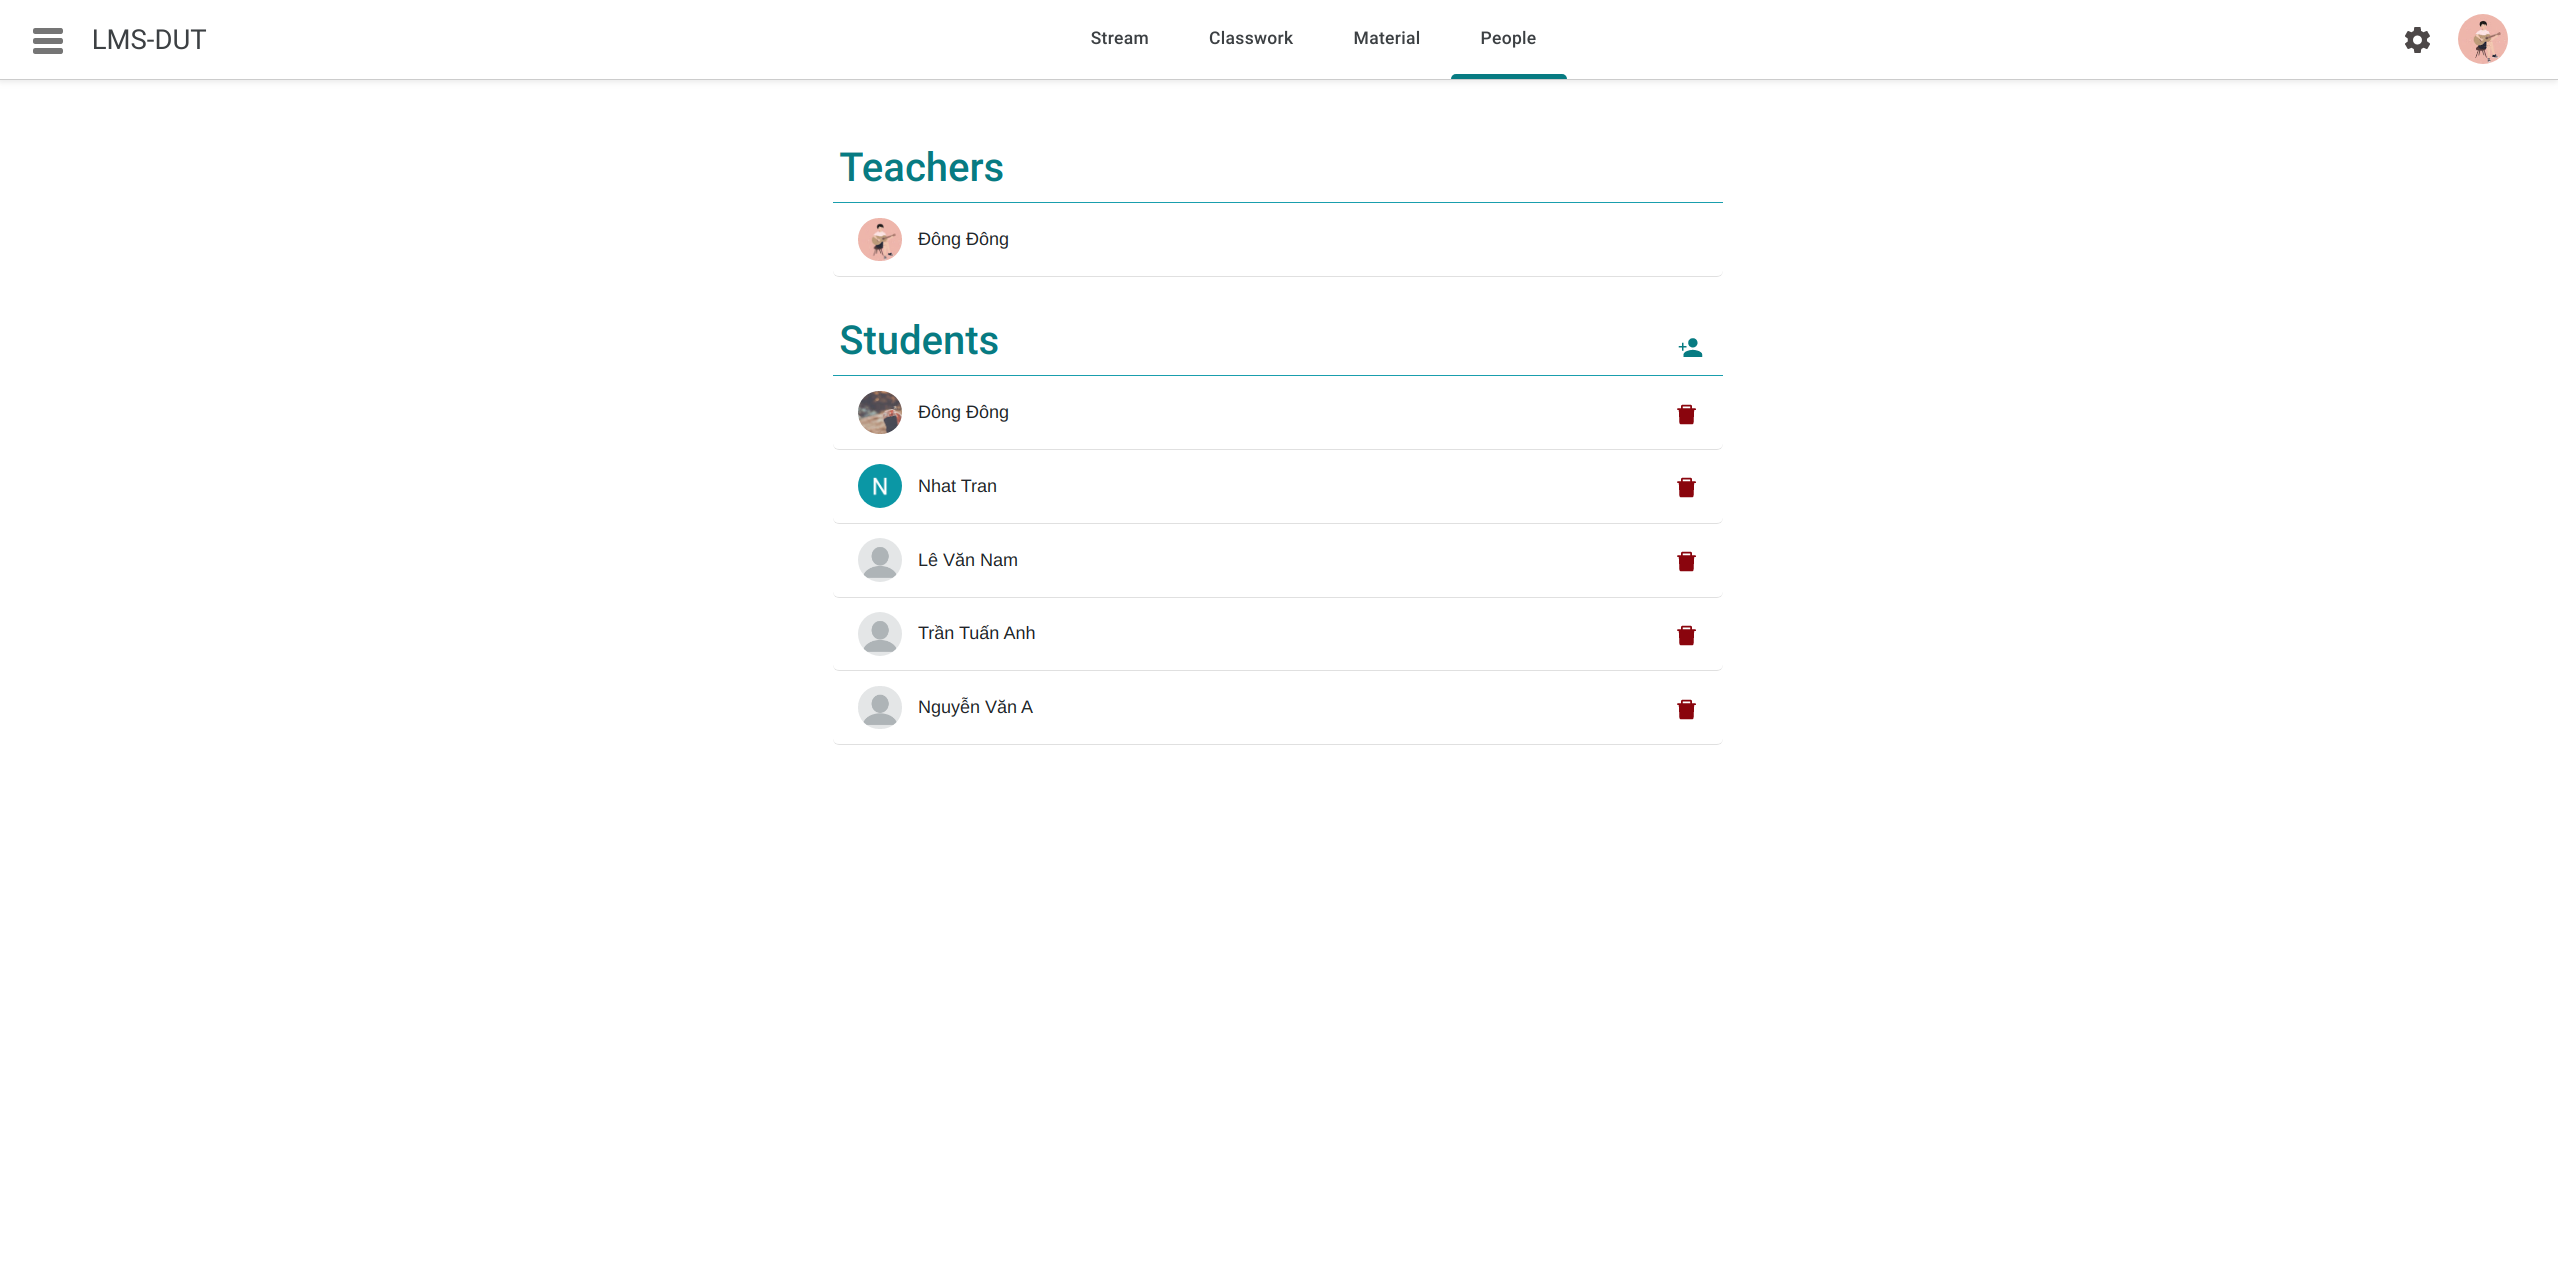 LMS-DUT
Stream Classwork Material People
Teachers
Đông Đông
Students
Đông Đông
N Nhat Tran
Lê Văn Nam
Trần Tuấn Anh
Nguyễn Văn A